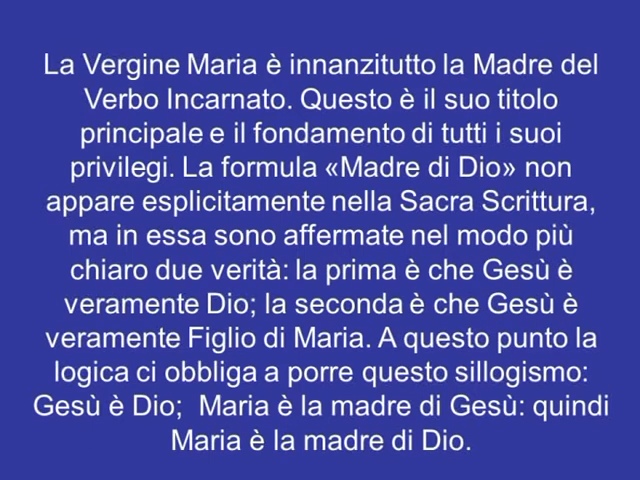 La Vergine Maria è innanzitutto la Madre del
Verbo Incarnato. Questo è il suo titolo
principale e il fondamento di tutti i suoi
privilegi. La formula «Madre di Dio» non
appare esplicitamente nella Sacra Scrittura,
ma in essa sono affermate nel modo più
chiaro due verità: la prima è che Gesù è
veramente Dio; la seconda è che Gesù è
veramente Figlio di Maria. A questo punto la
logica ci obbliga a porre questo sillogismo:
Gesù è Dio;  Maria è la madre di Gesù: quindi
Maria è la madre di Dio.